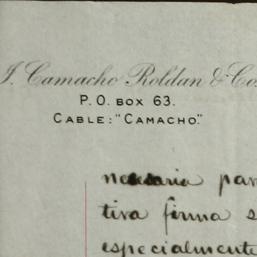 J. Camacho Roldan & Co.
P.O. BOX 63.
CABLE: "CAMACHO."
necesaria par
tiva firma s
especialmente